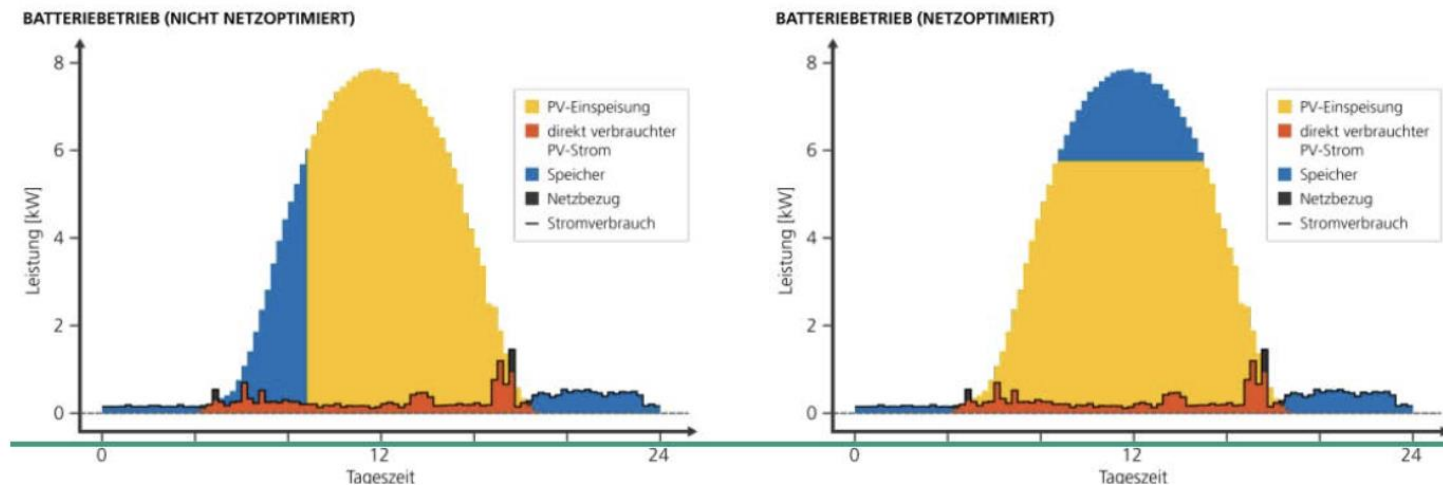 BATTERIEBETRIEB (NICHT NETZOPTIMIERT)
8
6
4
2
0
Leistung [kW]
PV-Einspeisung
direkt verbrauchter
PV-Strom
Speicher
Netzbezug
Stromverbrauch
0
12
24
Tageszeit
BATTERIEBETRIEB (NETZOPTIMIERT)
8
6
4
2
0
Leistung [kW]
PV-Einspeisung
direkt verbrauchter
PV-Strom
Speicher
Netzbezug
Stromverbrauch
0
12
24
Tageszeit